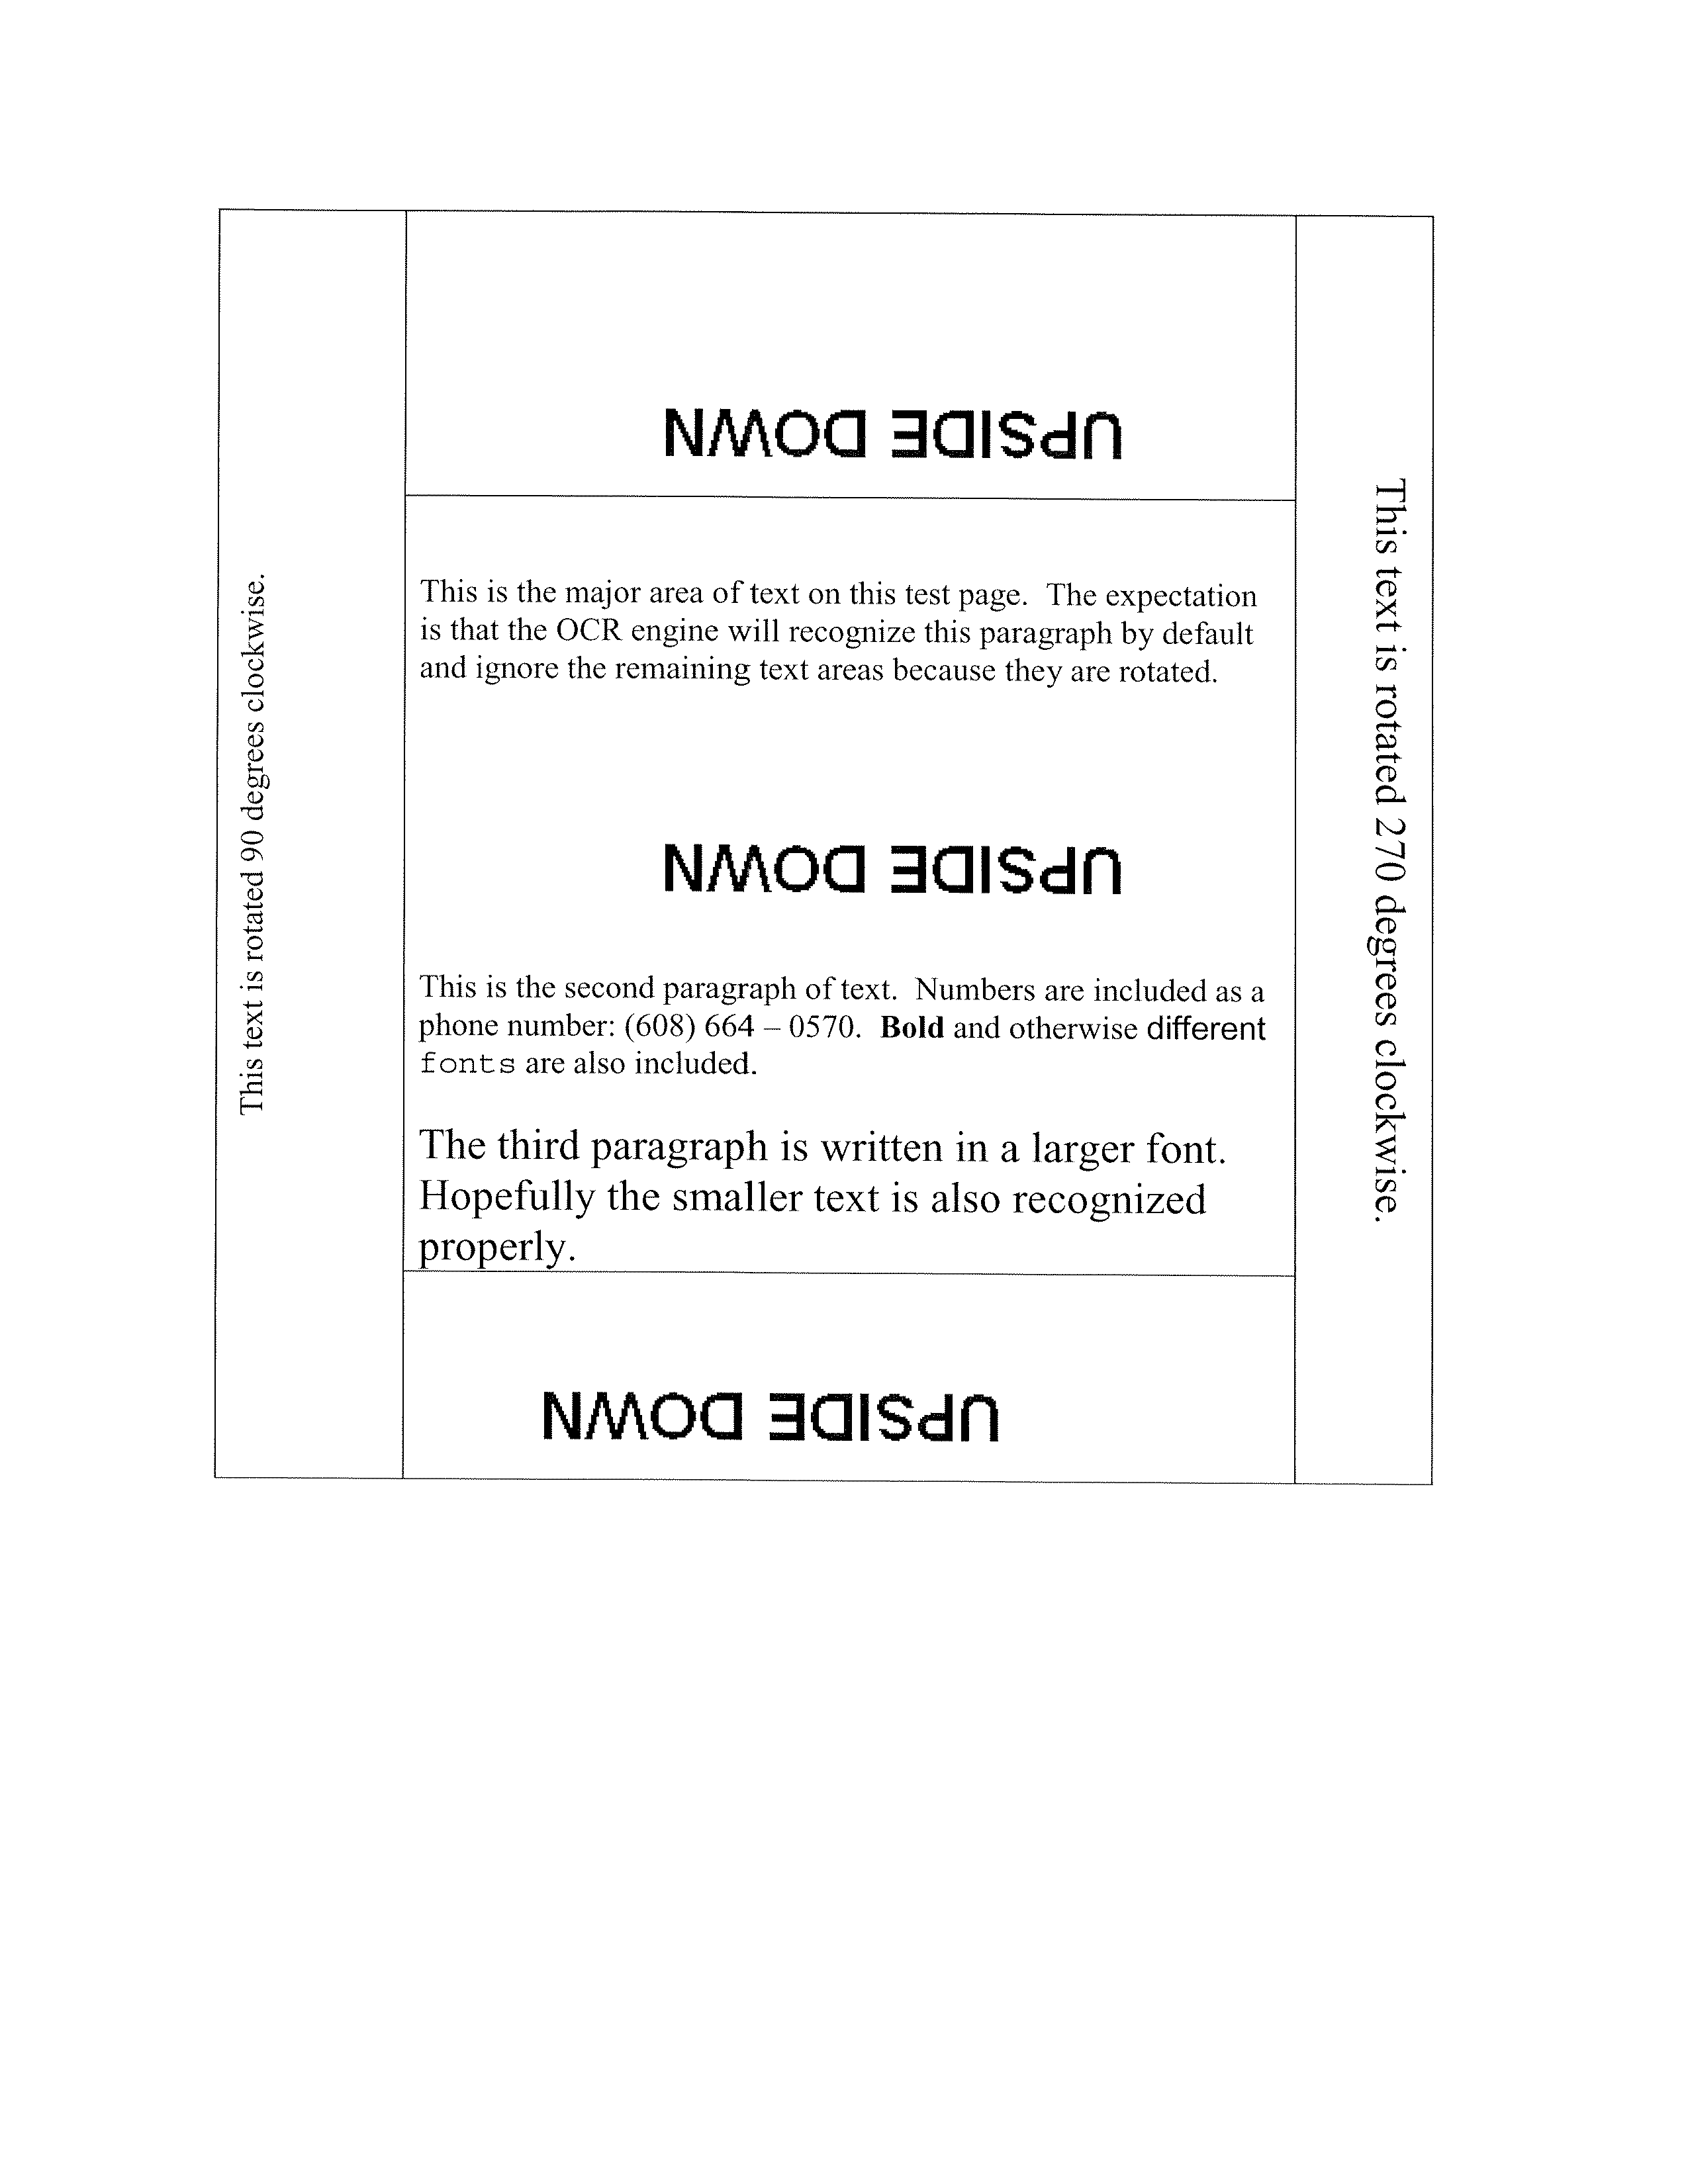 This text is rotated 90 degrees clockwise.
UPSIDE DOWN
This is the major area of text on this test page. The expectation
is that the OCR engine will recognize this paragraph by default
and ignore the remaining text areas because they are rotated.
UPSIDE DOWN
This is the second paragraph of text. Numbers are included as a
phone number: (608) 664 – 0570. Bold and otherwise different
fonts are also included.
The third paragraph is written in a larger font.
Hopefully the smaller text is also recognized
properly.
UPSIDE DOWN
This text is rotated 270 degrees clockwise.